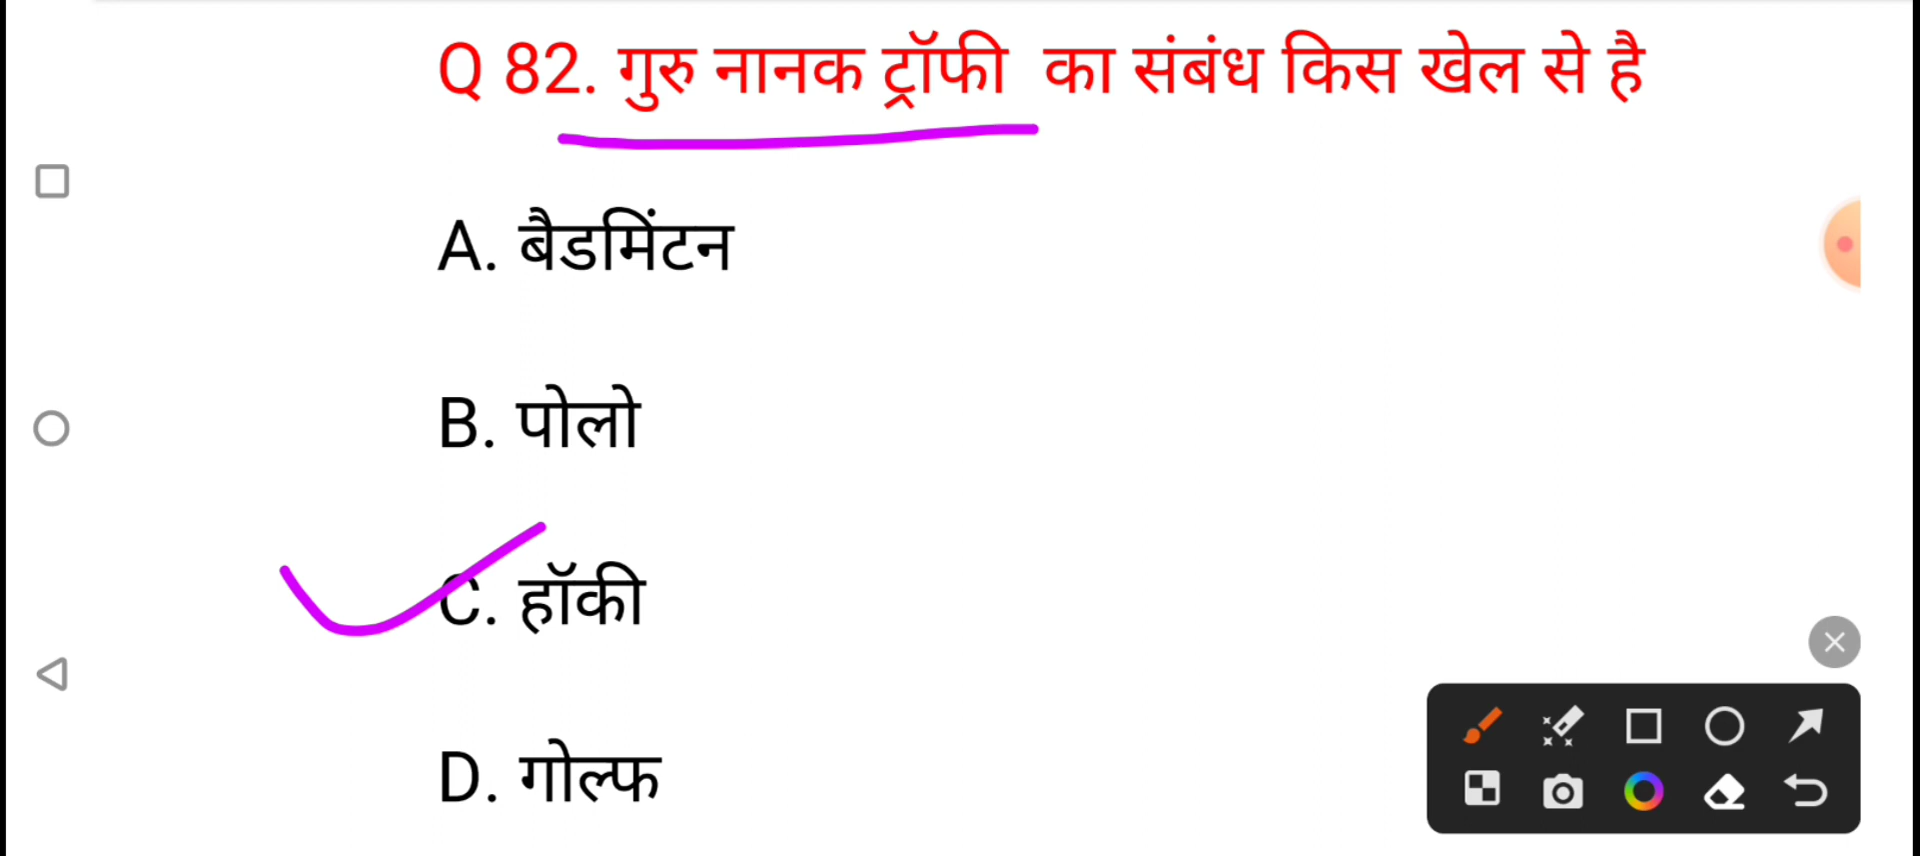 Q 82. गुरु नानक ट्रॉफी का संबंध किस खेल से है
A. बैडमिंटन
B. पोलो
C. हॉकी
D. गोल्फ